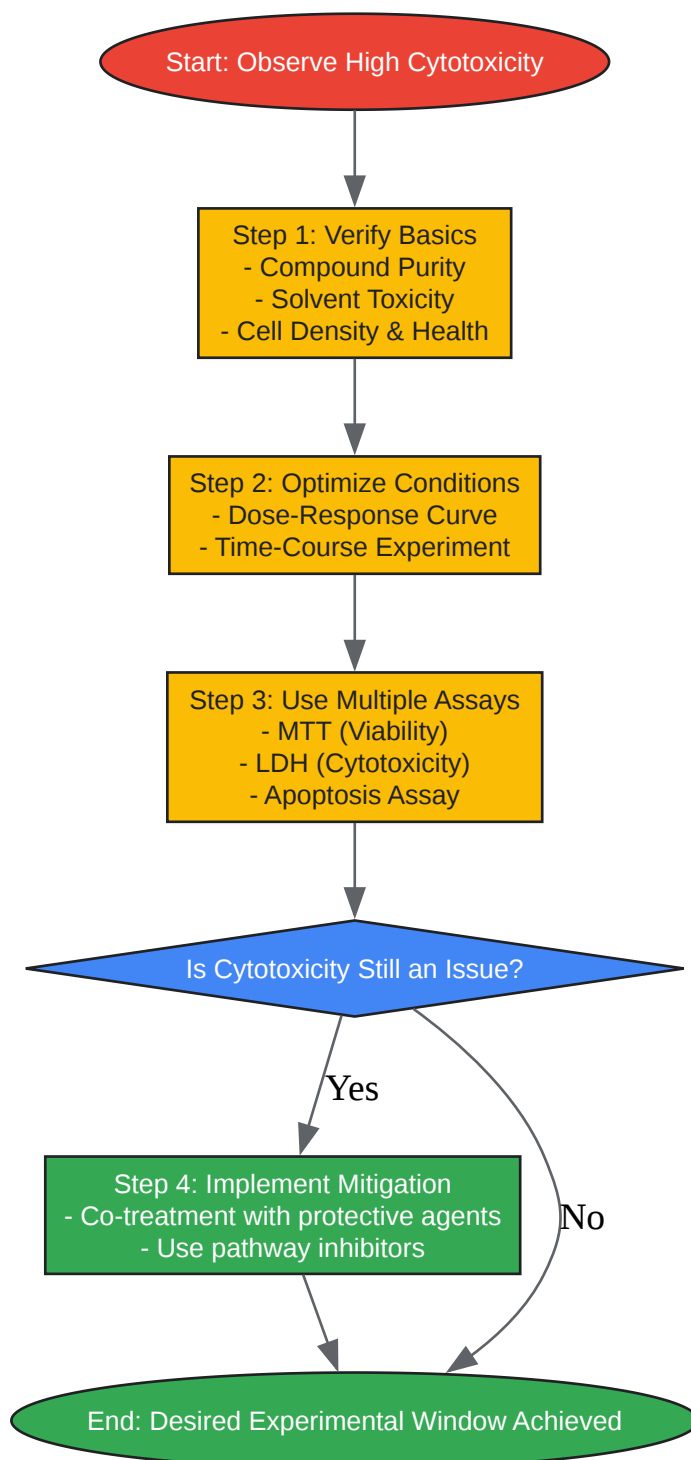 Start: Observe High Cytotoxicity
Step 1: Verify Basics
- Compound Purity
- Solvent Toxicity
- Cell Density & Health
Step 2: Optimize Conditions
- Dose-Response Curve
- Time-Course Experiment
Step 3: Use Multiple Assays
- MTT (Viability)
- LDH (Cytotoxicity)
- Apoptosis Assay
Is Cytotoxicity Still an Issue?
Yes
Step 4: Implement Mitigation
- Co-treatment with protective agents
- Use pathway inhibitors
No
End: Desired Experimental Window Achieved